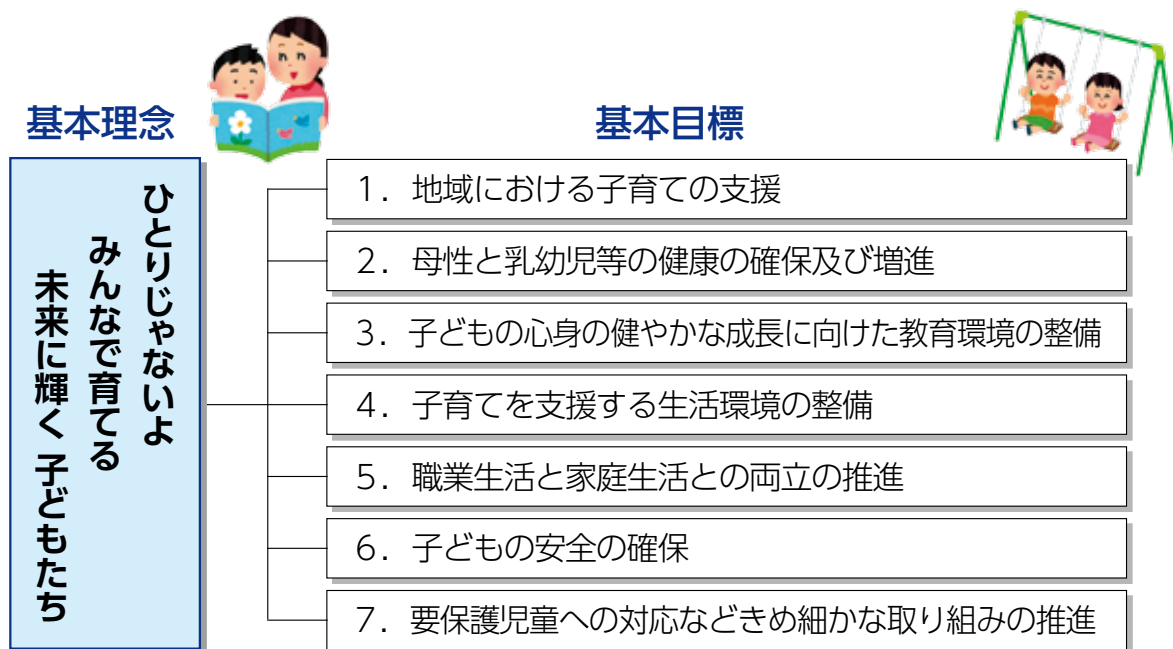 基本理念
ひとりじゃないよ
みんなで育てる
未来に輝く 子どもたち
基本目標
1．地域における子育ての支援
2．母性と乳幼児等の健康の確保及び増進
3．子どもの心身の健やかな成長に向けた教育環境の整備
4．子育てを支援する生活環境の整備
5．職業生活と家庭生活との両立の推進
6．子どもの安全の確保
7．要保護児童への対応などきめ細かな取り組みの推進